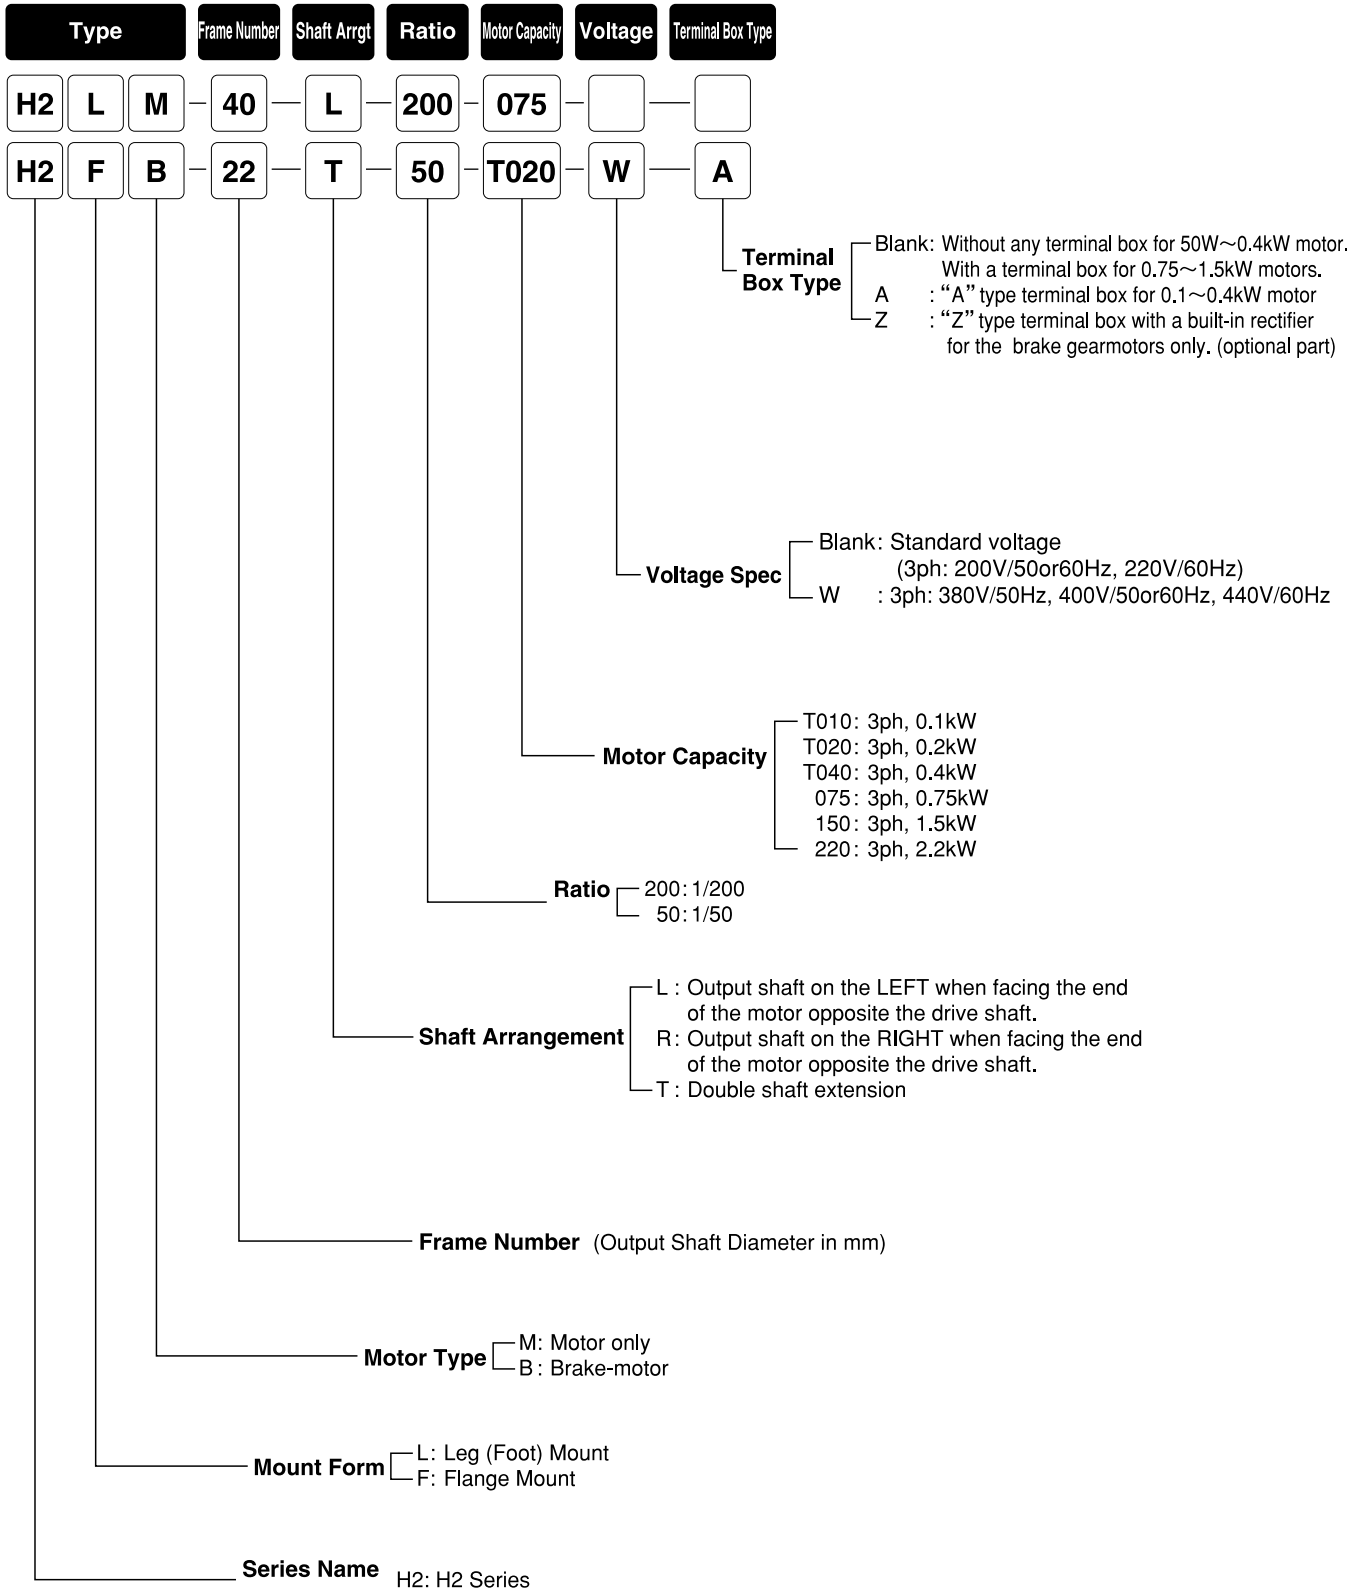 Type Frame Number Shaft Arrgt Ratio Motor Capacity Voltage Terminal Box Type
H2 L M - 40 - L - 200 - 075 - -
H2 F B - 22 - T - 50 - T020 - W - A
Terminal
Box Type
Blank: Without any terminal box for 50W～0.4kW motor.
With a terminal box for 0.75～1.5kW motors.
A : “A” type terminal box for 0.1～0.4kW motor
Z : “Z” type terminal box with a built-in rectifier
for the brake gearmotors only. (optional part)
Voltage Spec
Blank: Standard voltage
(3ph: 200V/50or60Hz, 220V/60Hz)
W : 3ph: 380V/50Hz, 400V/50or60Hz, 440V/60Hz
Motor Capacity
T010: 3ph, 0.1kW
T020: 3ph, 0.2kW
T040: 3ph, 0.4kW
075: 3ph, 0.75kW
150: 3ph, 1.5kW
220: 3ph, 2.2kW
Ratio
200: 1/200
50: 1/50
Shaft Arrangement
L : Output shaft on the LEFT when facing the end
of the motor opposite the drive shaft.
R: Output shaft on the RIGHT when facing the end
of the motor opposite the drive shaft.
T : Double shaft extension
Frame Number (Output Shaft Diameter in mm)
Motor Type
M: Motor only
B: Brake-motor
Mount Form
L: Leg (Foot) Mount
F: Flange Mount
Series Name H2: H2 Series